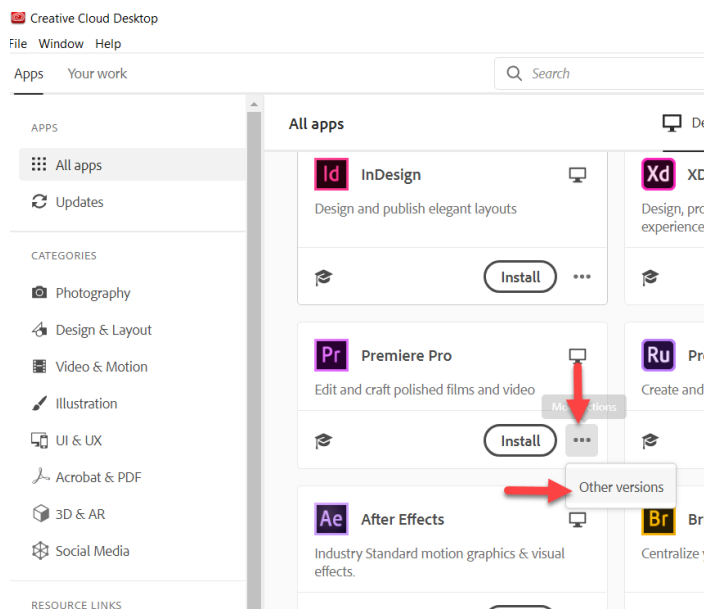 Creative Cloud Desktop
File Window Help
Apps Your work
Search
APPS
All apps
Updates
CATEGORIES
Photography
Design & Layout
Video & Motion
Illustration
UI & UX
Acrobat & PDF
3D & AR
Social Media
RESOURCE LINKS
All apps
Id InDesign
Design and publish elegant layouts
Install
Xd
Design,
experience
Pr Premiere Pro
Edit and craft polished films and video
Install
Other versions
Ru
Create and
Ae After Effects
Industry Standard motion graphics & visual
effects.
Br
Centralize